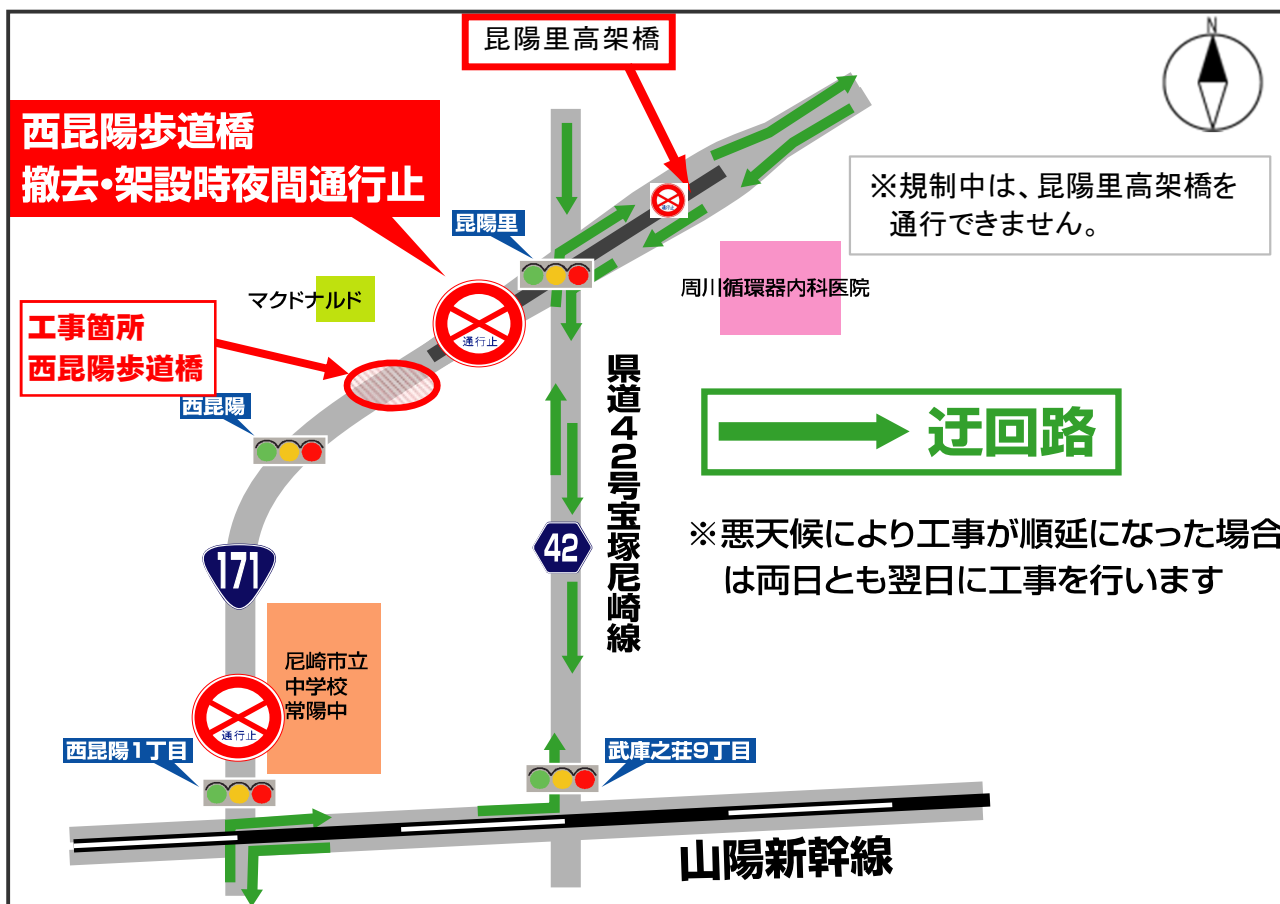 昆陽里高架橋
N
西昆陽歩道橋
撤去・架設時夜間通行止
※規制中は、昆陽里高架橋を
通行できません。
通行止
昆陽里
周川循環器内科医院
マクドナルド
工事箇所
西昆陽歩道橋
通行止
西昆陽
県道42号宝塚尼崎線
迂回路
※悪天候により工事が順延になった場合
は両日とも翌日に工事を行います
42
171
尼崎市立
中学校
常陽中
通行止
西昆陽1丁目
武庫之荘9丁目
山陽新幹線